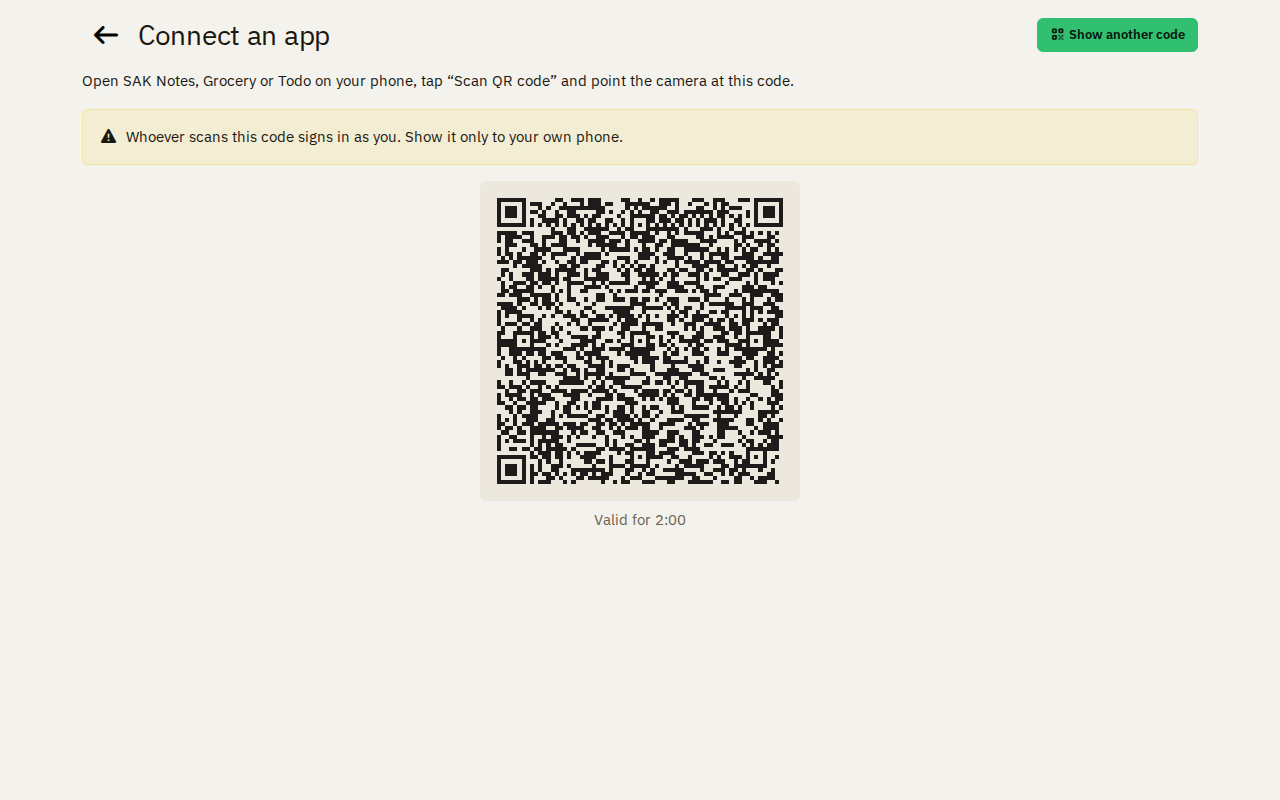 Connect an app
Show another code
Open SAK Notes, Grocery or Todo on your phone, tap “Scan QR code” and point the camera at this code.
Whoever scans this code signs in as you. Show it only to your own phone.
Valid for 2:00